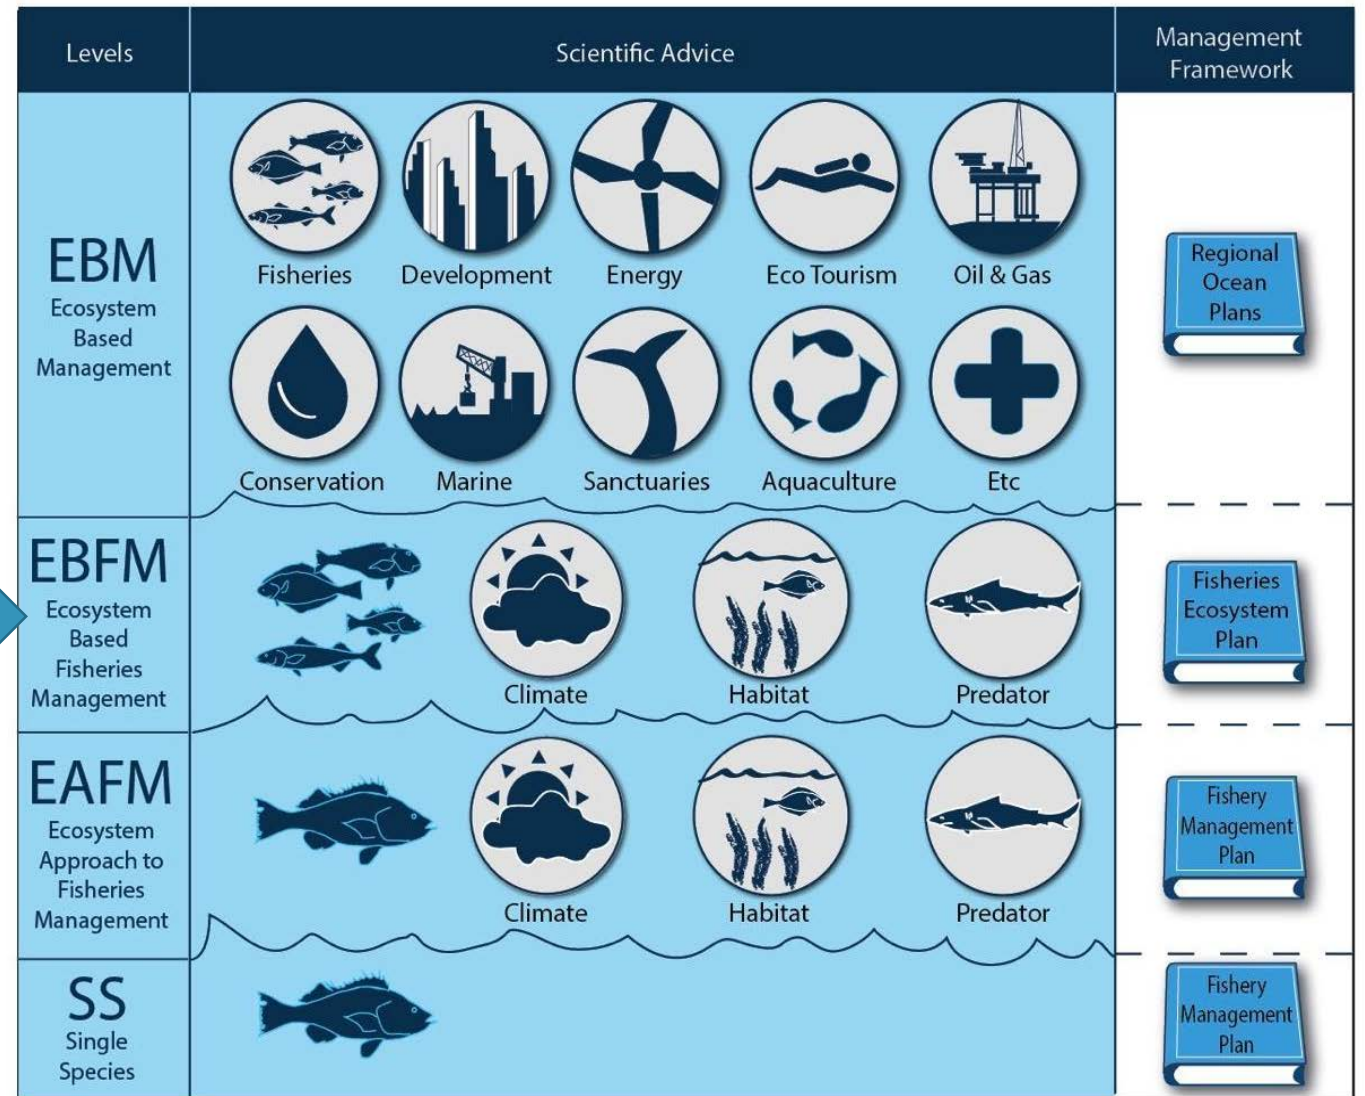 Levels
Scientific Advice
Management
Framework
EBM
Ecosystem
Based
Management
Fisheries
Development
Energy
Eco Tourism
Oil & Gas
Conservation
Marine
Sanctuaries
Aquaculture
Etc
Regional
Ocean
Plans
EBFM
Ecosystem
Based
Fisheries
Management
Climate
Habitat
Predator
Fisheries
Ecosystem
Plan
EAFM
Ecosystem
Approach to
Fisheries
Management
Climate
Habitat
Predator
Fishery
Management
Plan
SS
Single
Species
Fishery
Management
Plan